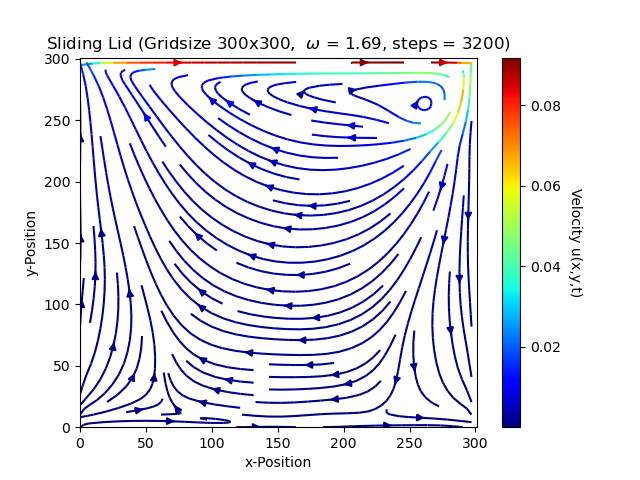 Sliding Lid (Gridsize 300x300, ω = 1.69, steps = 3200)
300
250
200
150
100
50
0
y-Position
0 50 100 150 200 250 300
x-Position
0.08
0.06
0.04
0.02
Velocity u(x,y,t)